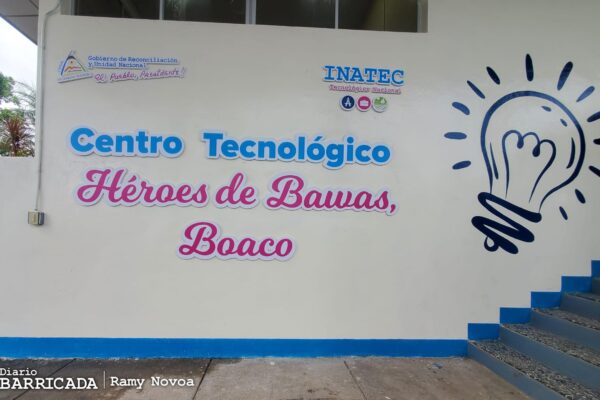 Gobierno de Reconciliación
y Unidad Nacional
El Pueblo, Presidente!!
INATEC
Tecnológico Nacional
Centro Tecnológico
Héroes de Bawas,
Boaco
Diario
BARRICADA | Ramy Novoa